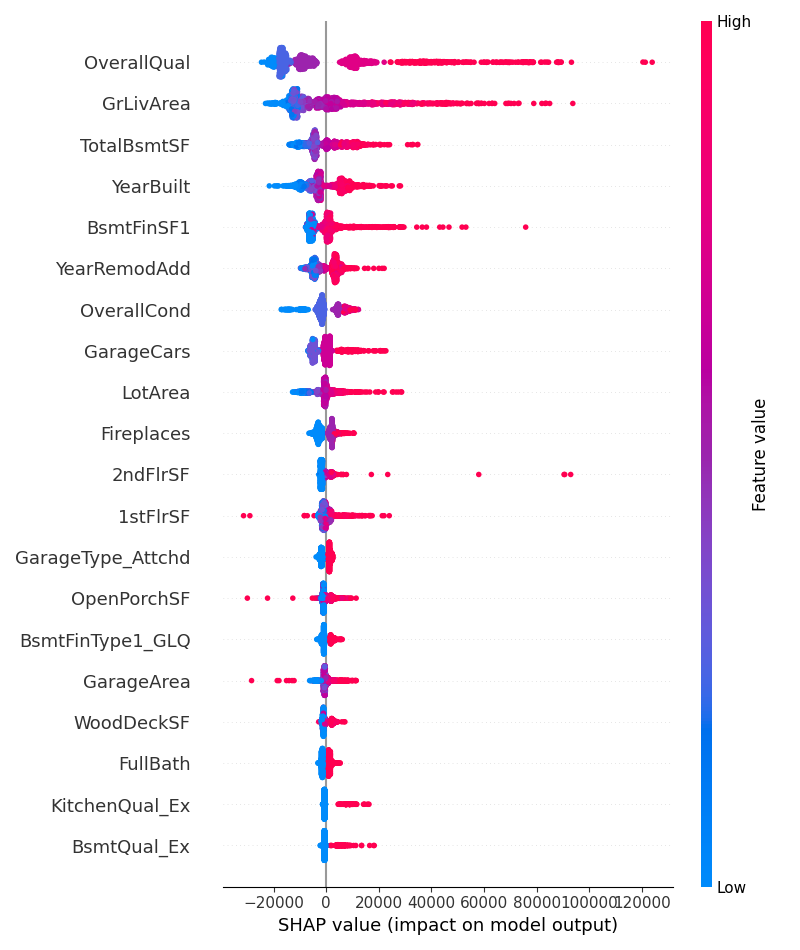 High
OverallQual
GrLivArea
TotalBsmtSF
YearBuilt
BsmtFinSF1
YearRemodAdd
OverallCond
GarageCars
LotArea
Fireplaces
2ndFlrSF
1stFlrSF
GarageType_Attchd
OpenPorchSF
BsmtFinType1_GLQ
GarageArea
WoodDeckSF
FullBath
KitchenQual_Ex
BsmtQual_Ex
Feature value
Low
−20000 0 20000 40000 60000 80000 100000 120000
SHAP value (impact on model output)